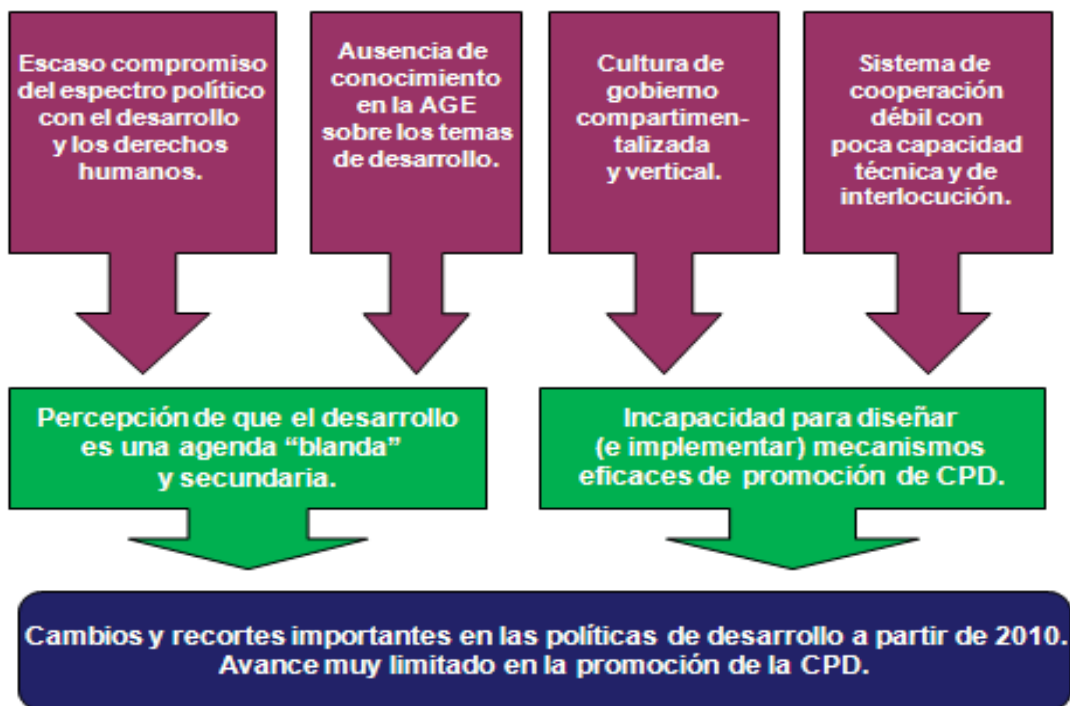 Escaso compromiso
del espectro político
con el desarrollo
y los derechos
humanos.
Ausencia de
conocimiento
en la AGE
sobre los temas
de desarrollo.
Cultura de
gobierno
compartimen-
talizada
y vertical.
Sistema de
cooperación
débil con
poca capacidad
técnica y de
interlocución.
Percepción de que el desarrollo
es una agenda “blanda”
y secundaria.
Incapacidad para diseñar
(e implementar) mecanismos
eficaces de promoción de CPD.
Cambios y recortes importantes en las políticas de desarrollo a partir de 2010.
Avance muy limitado en la promoción de la CPD.